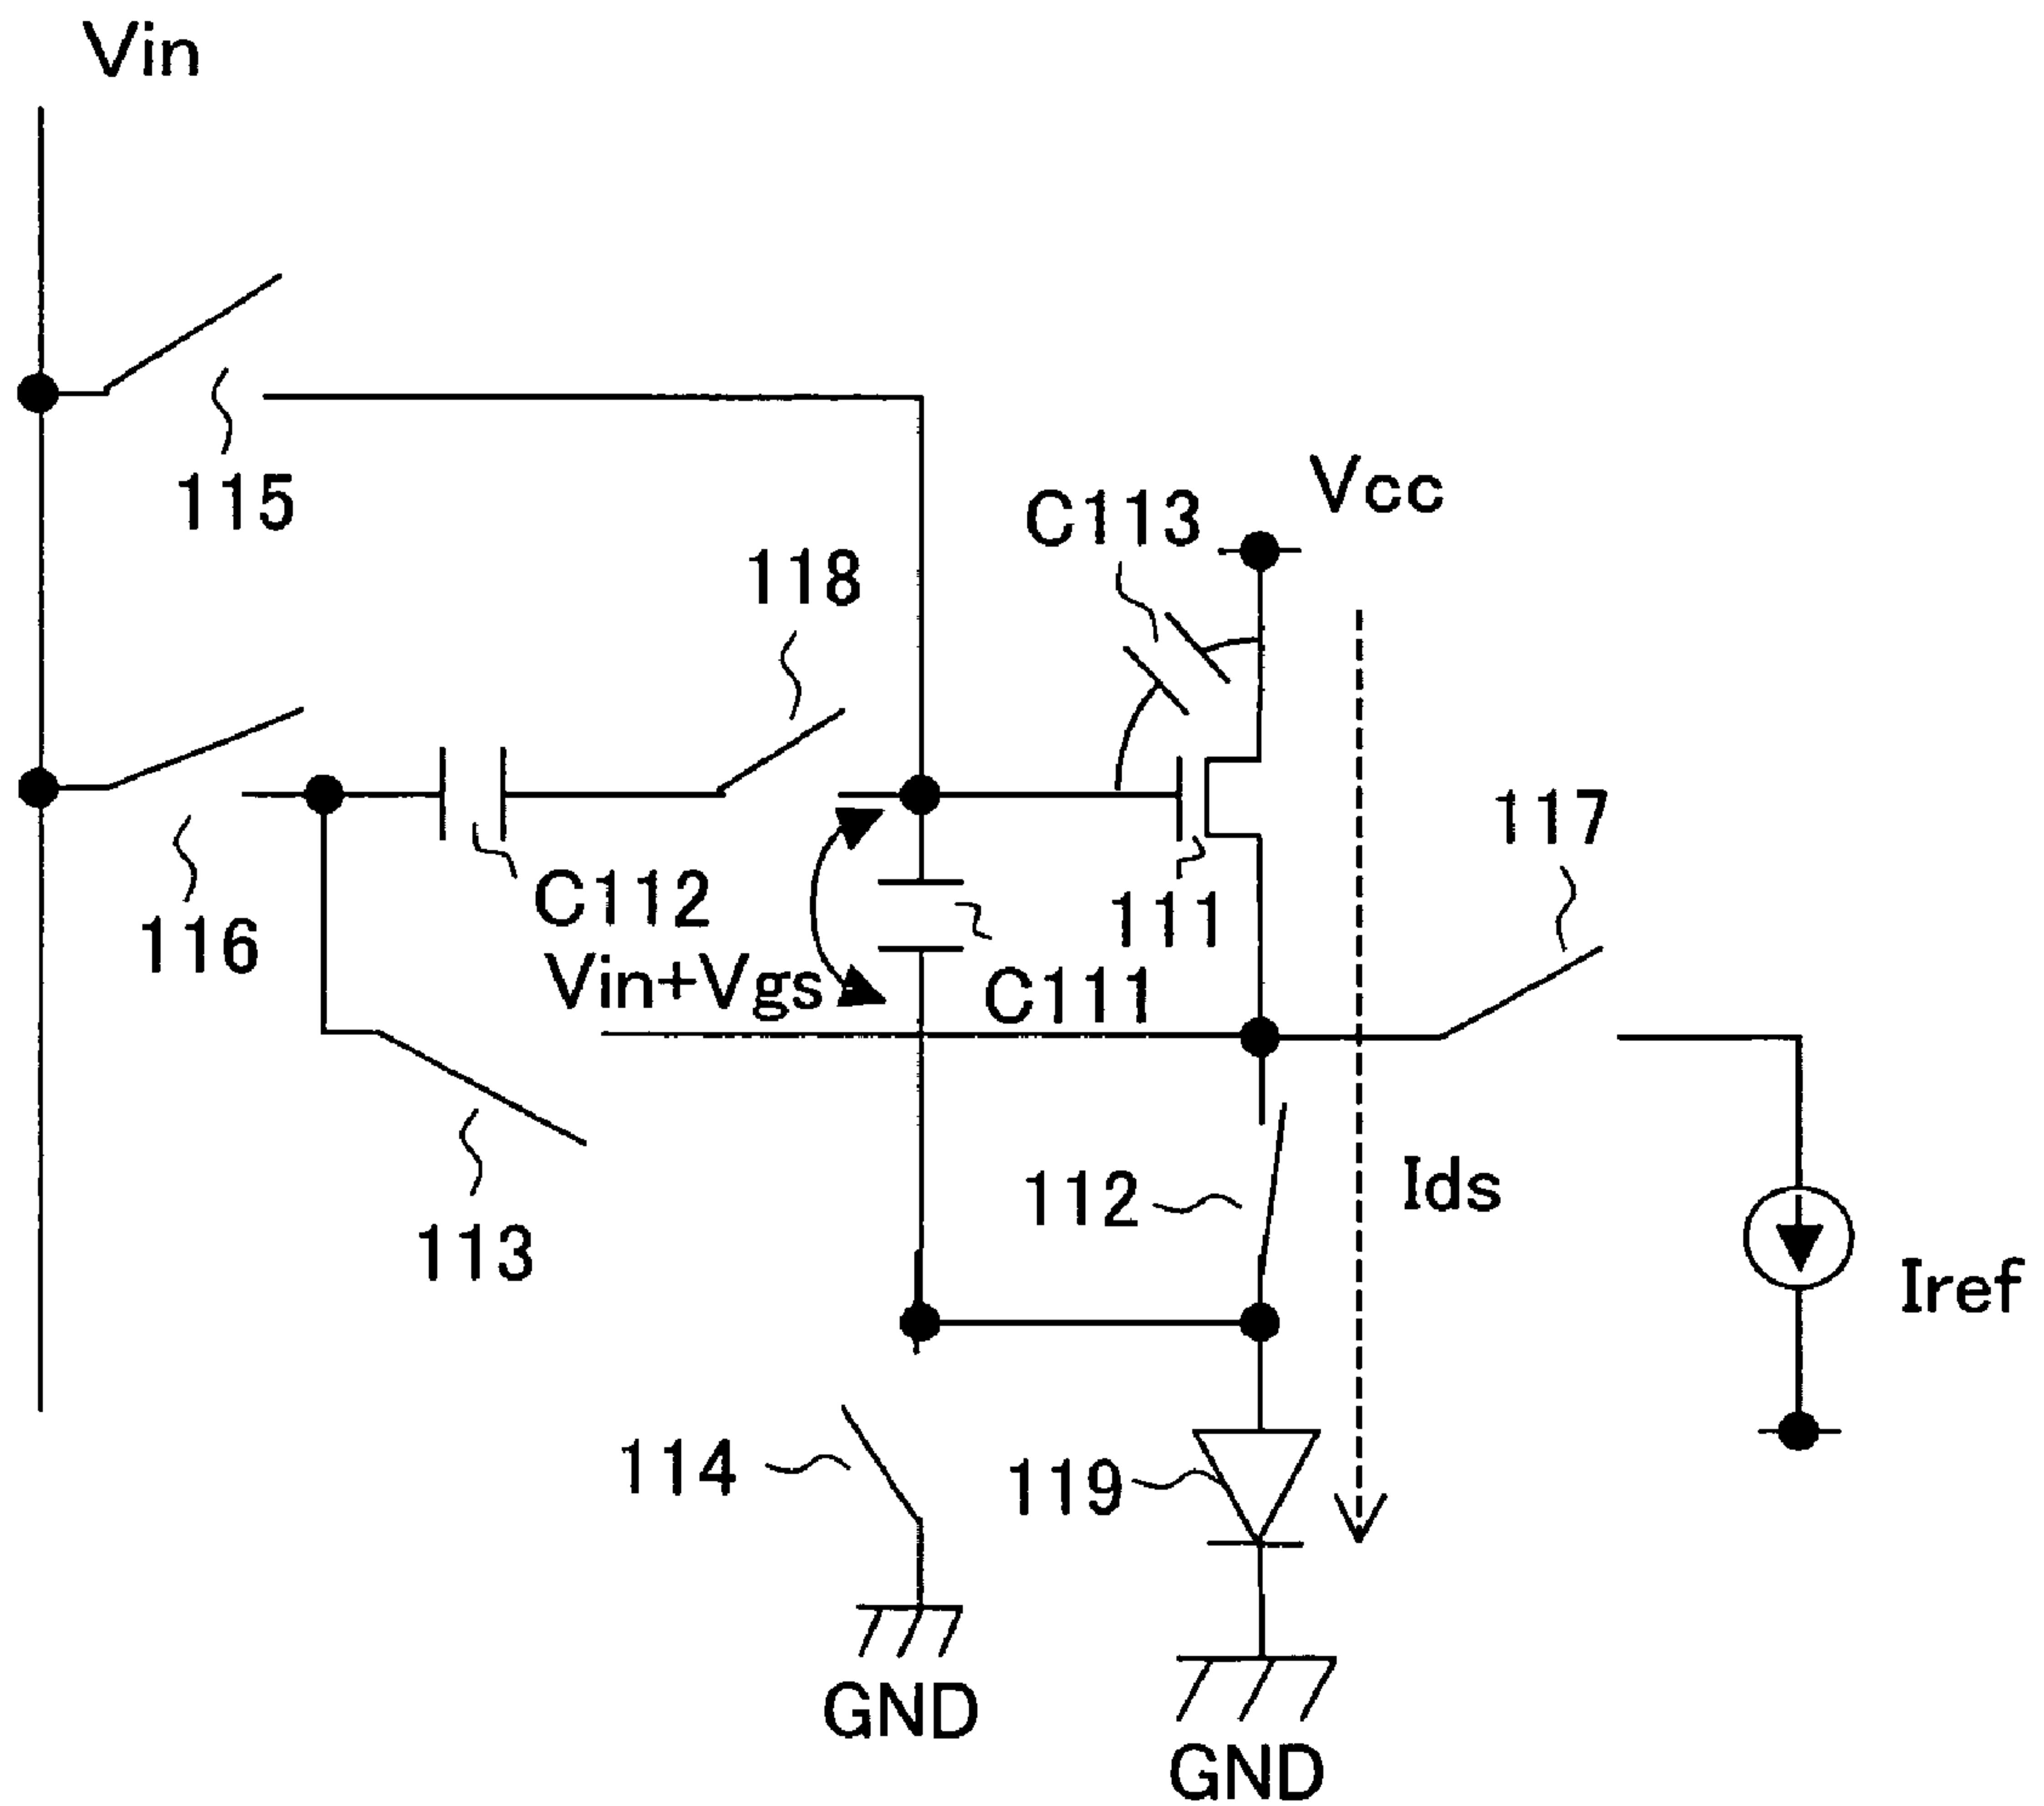 Vin
115
C113
Vcc
118
117
C112
111
116
Vin+Vgs
C111
112
Ids
113
Iref
114
119
GND
GND